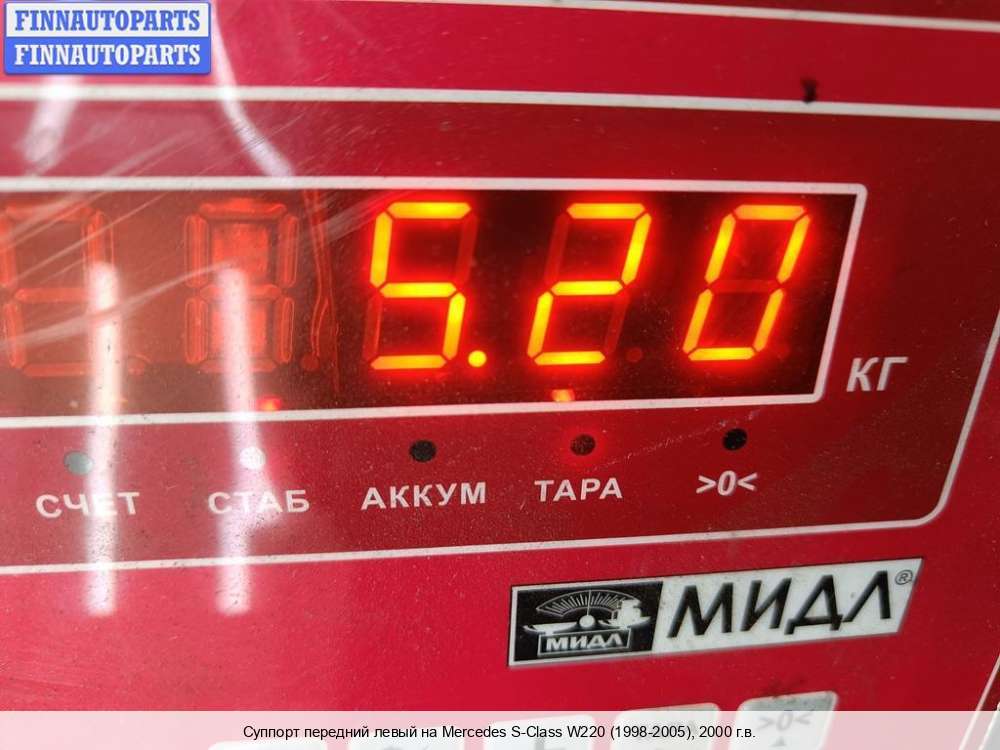 FINNAUTOPARTS
FINNAUTOPARTS
5.20
КГ
СЧЕТ СТАБ АККУМ ТАРА >0<
МИДЛ МИДЛ®
>0<
Суппорт передний левый на Mercedes S-Class W220 (1998-2005), 2000 г.в.